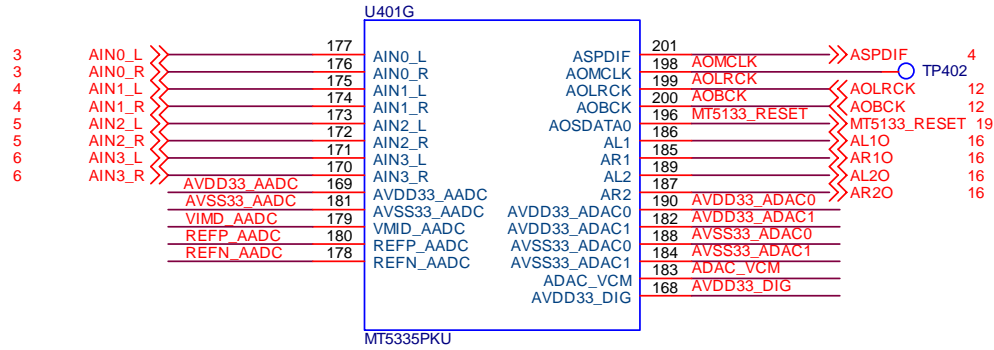 U401G
3 AIN0_L 177 AIN0_L ASPDIF 201 ASPDIF 4
3 AIN0_R 176 AIN0_R AOMCLK 198 AOMCLK TP402
4 AIN1_L 175 AIN1_L AOLRCK 199 AOLRCK AOLRCK 12
4 AIN1_R 174 AIN1_R AOBCK 200 AOBCK AOBCK 12
5 AIN2_L 173 AIN2_L AOSDATA0 196 MT5133_RESET MT5133_RESET 19
5 AIN2_R 172 AIN2_R AL1 186 AL1O 16
6 AIN3_L 171 AIN3_L AR1 185 AR1O 16
6 AIN3_R 170 AIN3_R AL2 189 AL2O 16
AVDD33_AADC 169 AVDD33_AADC AR2 187 AR2O 16
AVSS33_AADC 181 AVSS33_AADC AVDD33_ADAC0 190 AVDD33_ADAC0
VIMD_AADC 179 VMID_AADC AVDD33_ADAC1 182 AVDD33_ADAC1
REFP_AADC 180 REFP_AADC AVSS33_ADAC0 188 AVSS33_ADAC0
REFN_AADC 178 REFN_AADC AVSS33_ADAC1 184 AVSS33_ADAC1
ADAC_VCM 183 ADAC_VCM
AVDD33_DIG 168 AVDD33_DIG
MT5335PKU